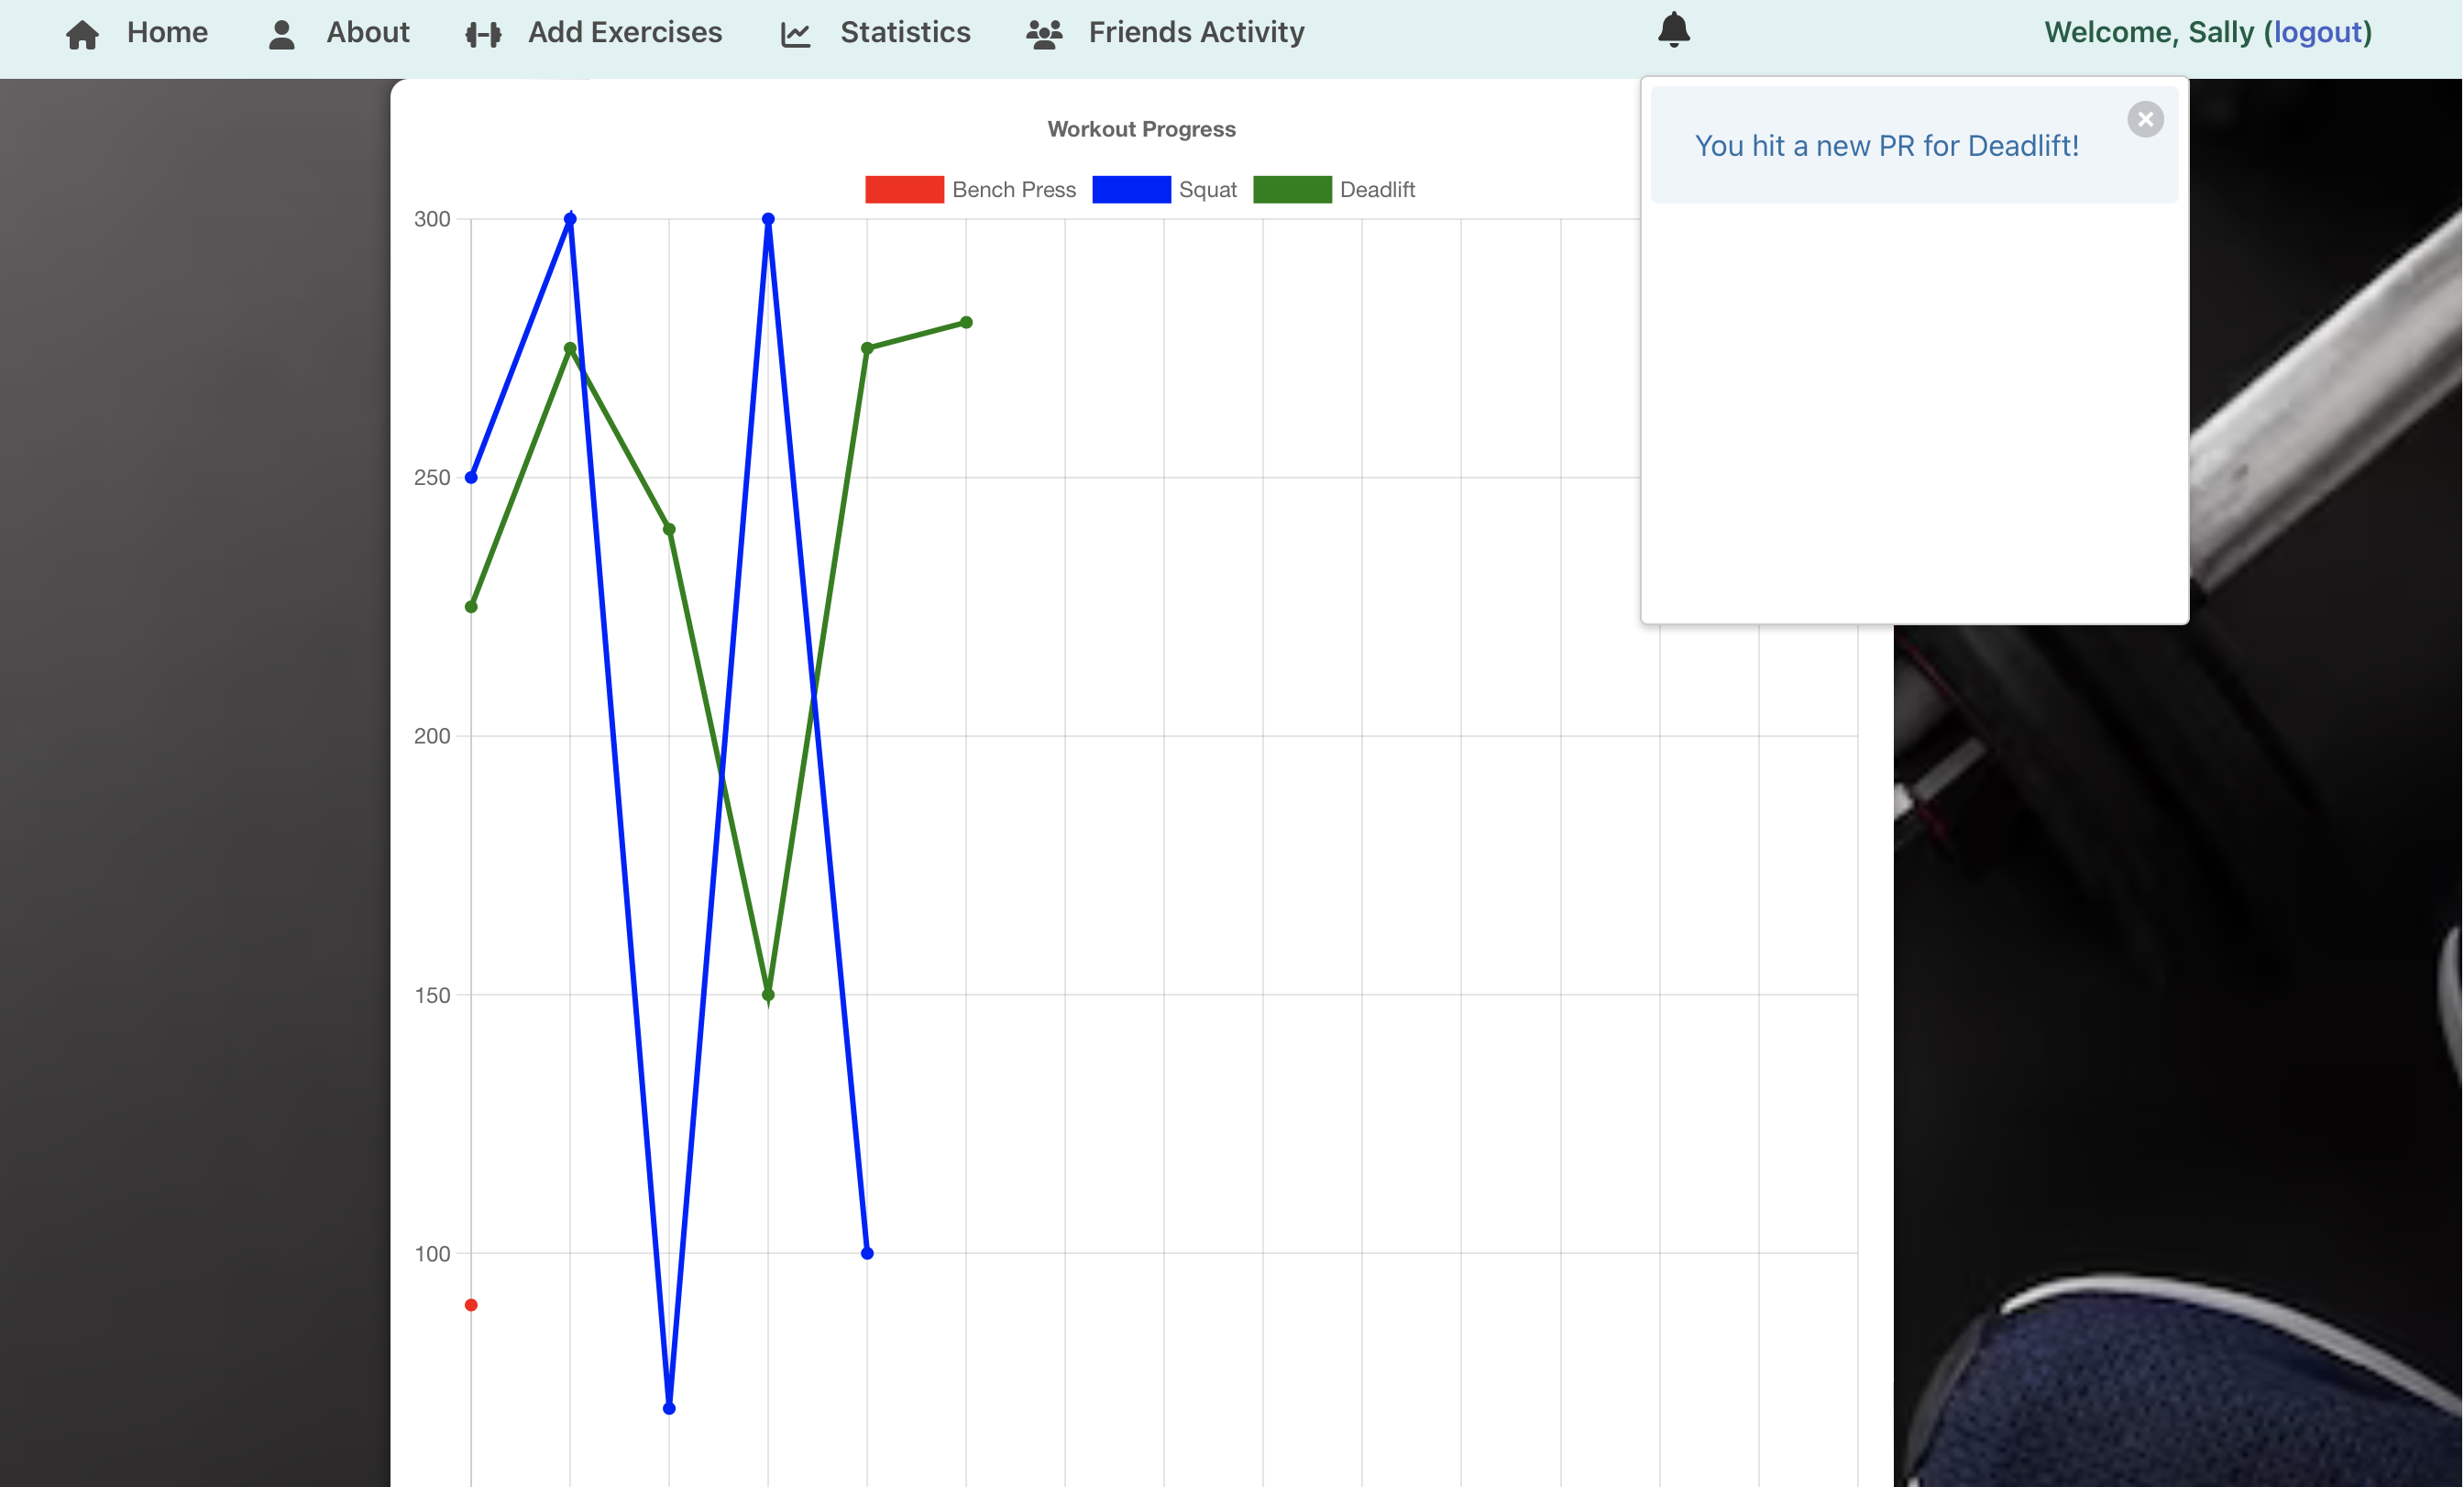 Home About Add Exercises Statistics Friends Activity Welcome, Sally (logout)
You hit a new PR for Deadlift!
Workout Progress
Bench Press Squat Deadlift
300
250
200
150
100